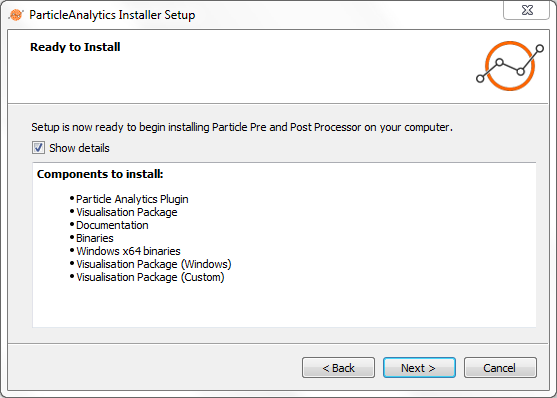 ParticleAnalytics Installer Setup
Ready to Install
Setup is now ready to begin installing Particle Pre and Post Processor on your computer.
Show details
Components to install:
• Particle Analytics Plugin
• Visualisation Package
• Documentation
• Binaries
• Windows x64 binaries
• Visualisation Package (Windows)
• Visualisation Package (Custom)
< Back
Next >
Cancel